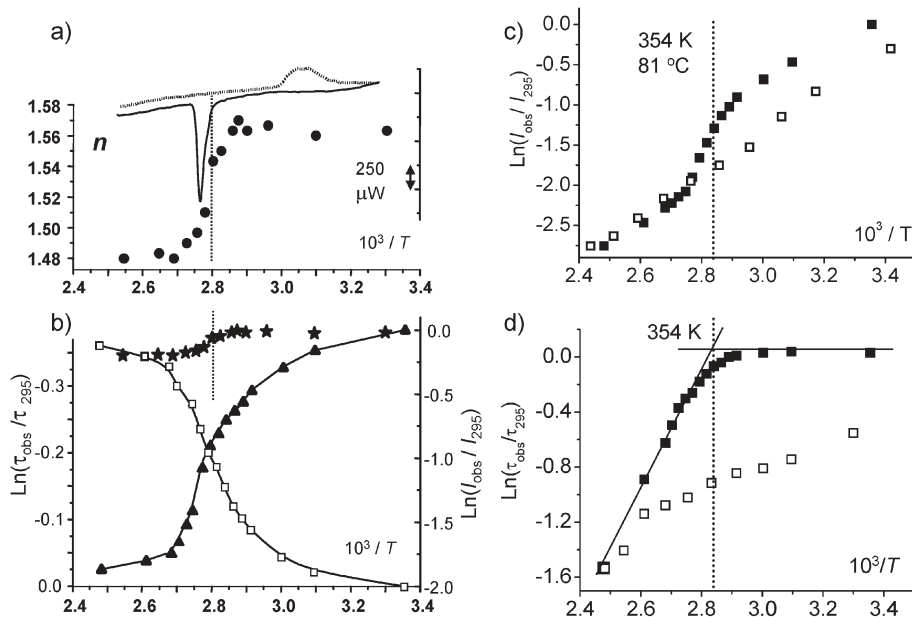 a)
1.58
1.56
1.54
1.52
1.50
1.48
n
250
μW
10³ / T
2.4 2.6 2.8 3.0 3.2 3.4
b)
-0.3
-0.2
-0.1
0.0
Ln(τobs/τ295)
0.0
-0.5
-1.0
-1.5
-2.0
Ln(Iobs/ I295)
10³ / T
2.4 2.6 2.8 3.0 3.2 3.4
c)
354 K
81 °C
0.0
-0.5
-1.0
-1.5
-2.0
-2.5
Ln(Iobs/ I295)
10³ / T
2.4 2.6 2.8 3.0 3.2 3.4
d)
354 K
0.0
-0.4
-0.8
-1.2
-1.6
Ln(τobs/τ295)
10³/T
2.4 2.6 2.8 3.0 3.2 3.4